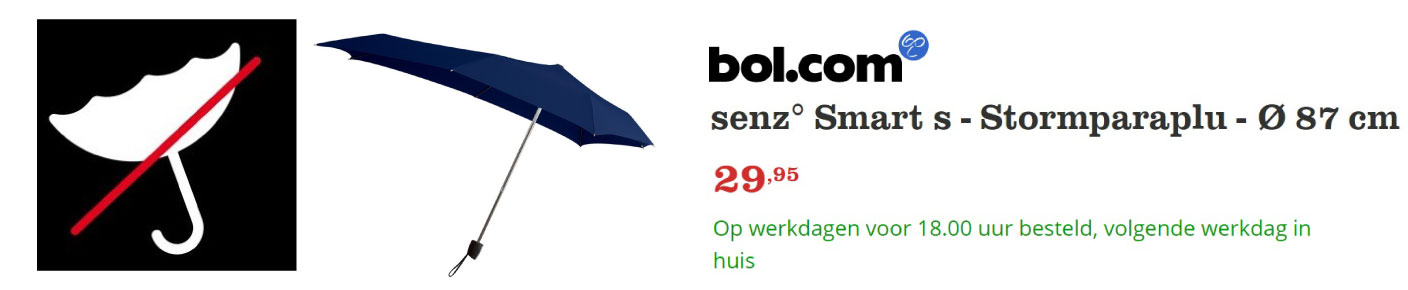 bol.com
senz° Smart s - Stormparaplu - Ø 87 cm
29,95
Op werkdagen voor 18.00 uur besteld, volgende werkdag in
huis